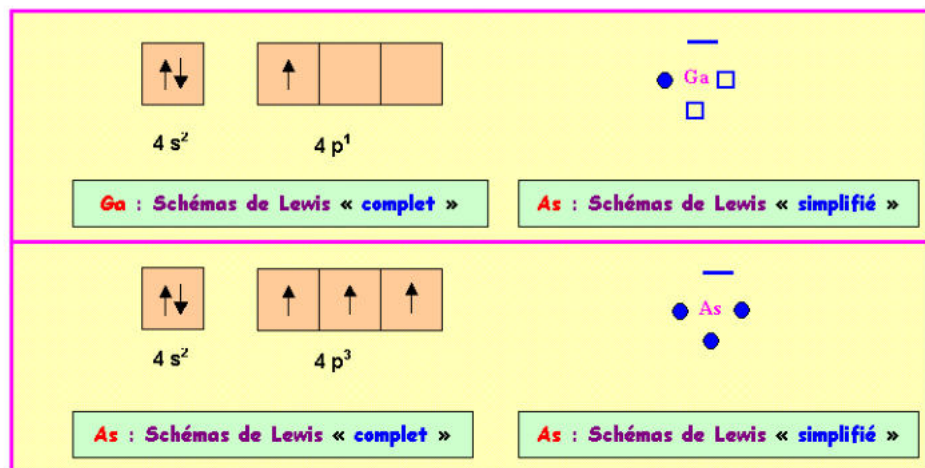 Ga
4 s²
4 p¹
Ga : Schémas de Lewis « complet »
As : Schémas de Lewis « simplifié »
As
4 s²
4 p³
As : Schémas de Lewis « complet »
As : Schémas de Lewis « simplifié »